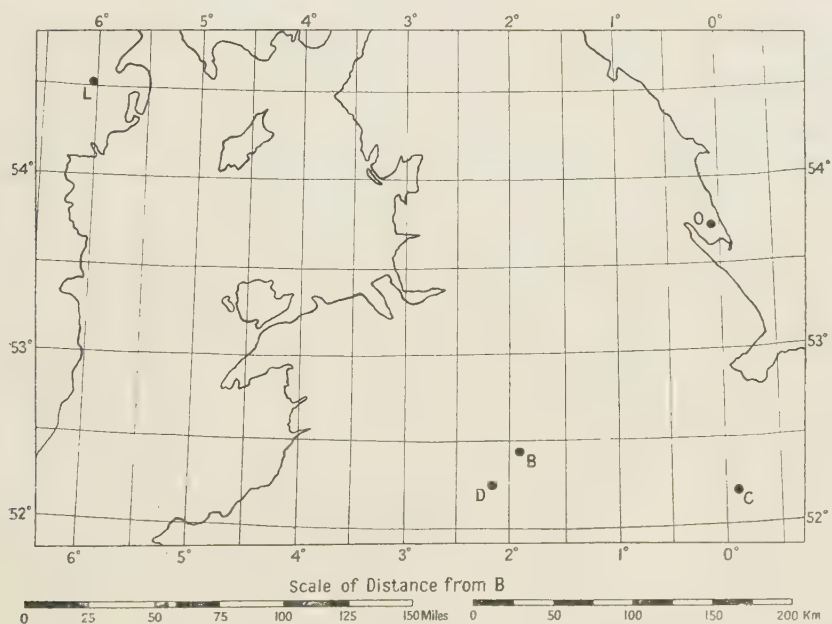 6° 5° 4° 3° 2° 1° 0°
L
54° 54°
O
53° 53°
B
D C
52° 52°
6° 5° 4° 3° 2° 1° 0°
Scale of Distance from B
0 25 50 75 100 125 150 Miles 0 50 100 150 200 Km